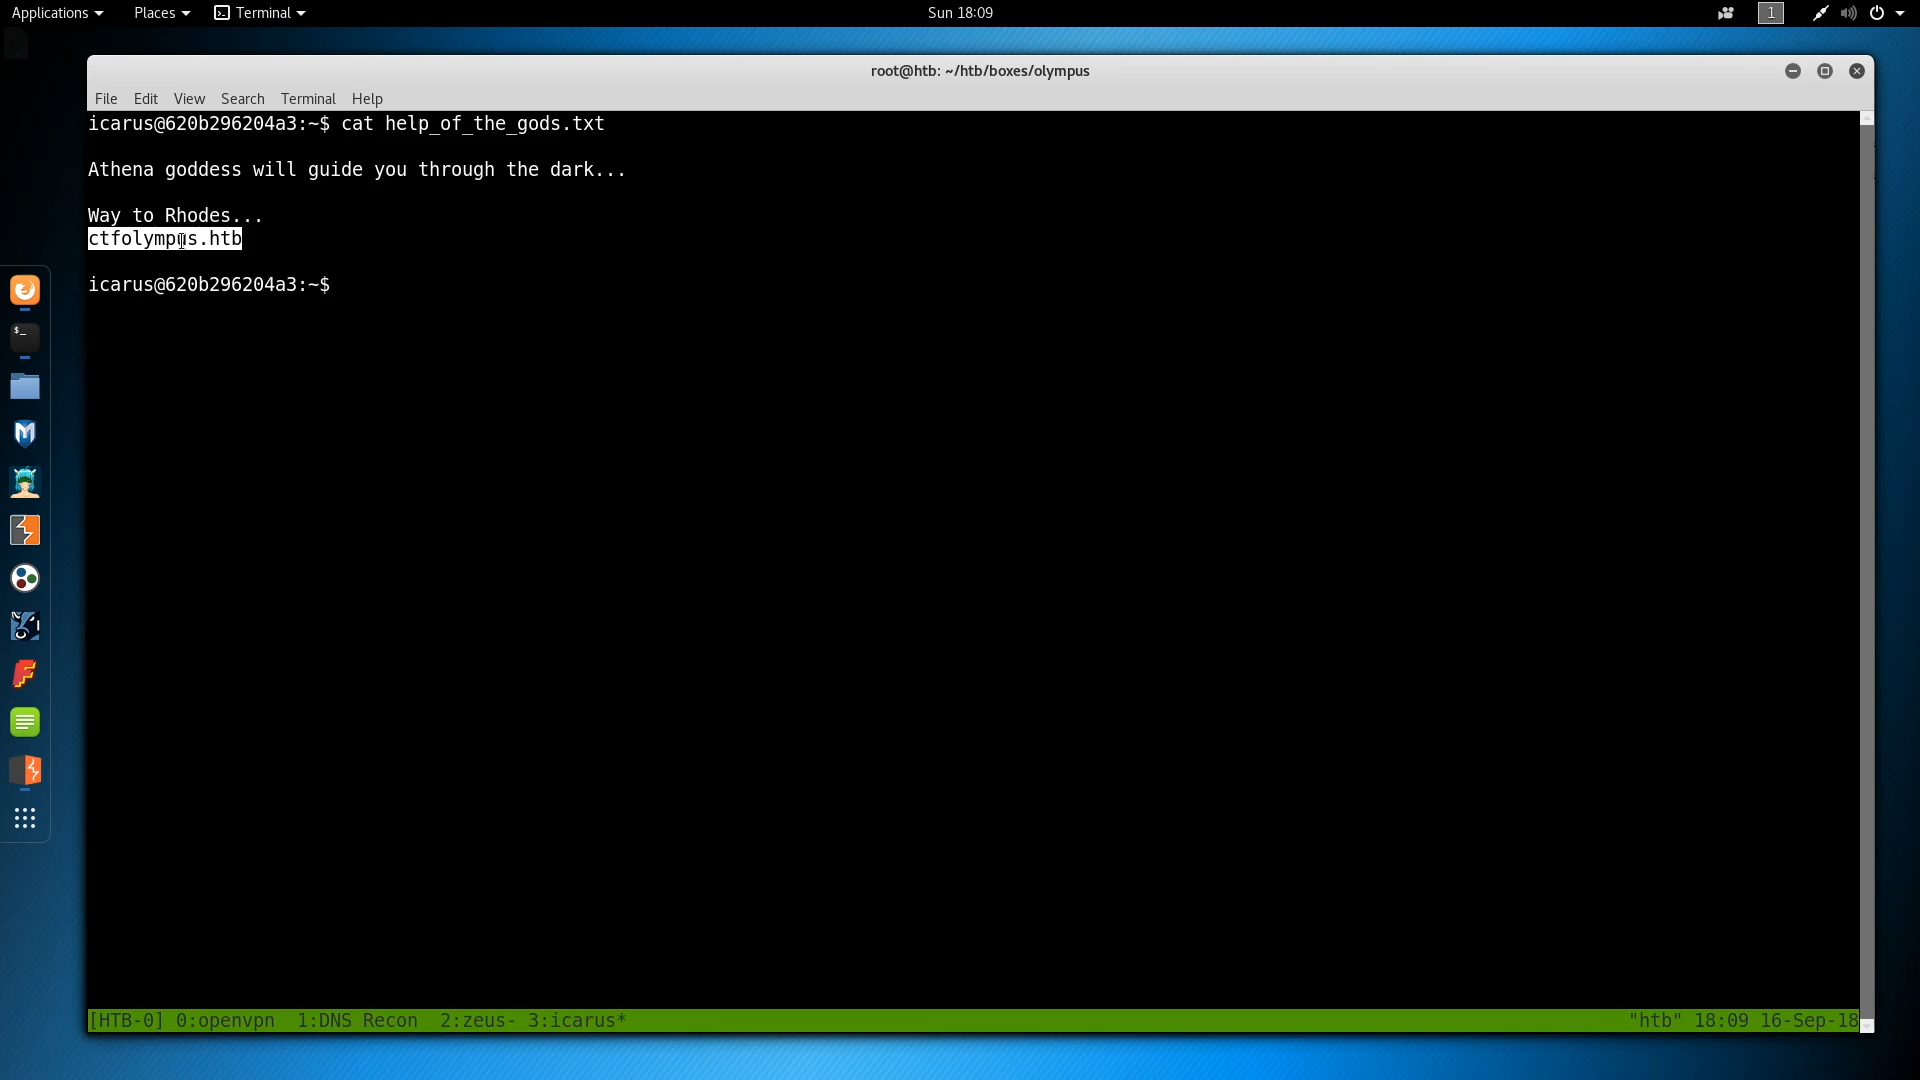 Applications Places Terminal Sun 18:09 1
root@htb: ~/htb/boxes/olympus
File Edit View Search Terminal Help
icarus@620b296204a3:~$ cat help_of_the_gods.txt
Athena goddess will guide you through the dark...
Way to Rhodes...
ctfolympus.htb
icarus@620b296204a3:~$
$_
[HTB-0] 0:openvpn 1:DNS Recon 2:zeus- 3:icarus* "htb" 18:09 16-Sep-18